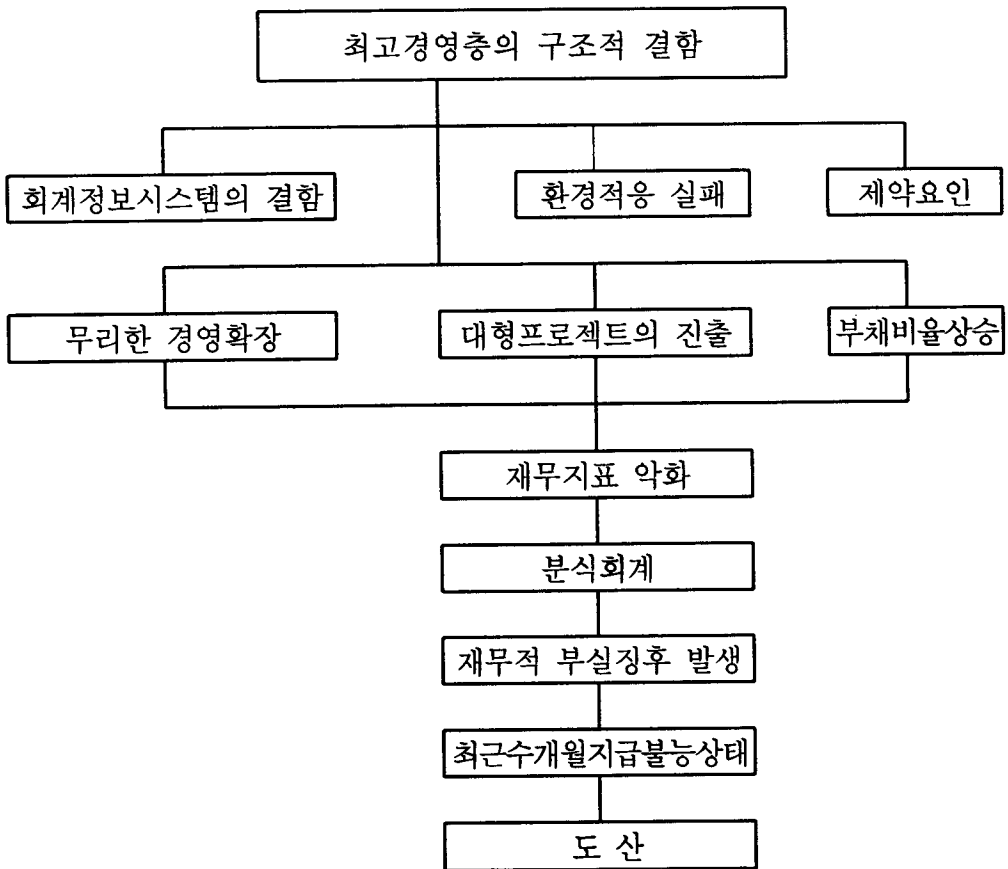 최고경영층의 구조적 결함
회계정보시스템의 결함
환경적응 실패
제약요인
무리한 경영확장
대형프로젝트의 진출
부채비율상승
재무지표 악화
분식회계
재무적 부실징후 발생
최근수개월지급불능상태
도 산